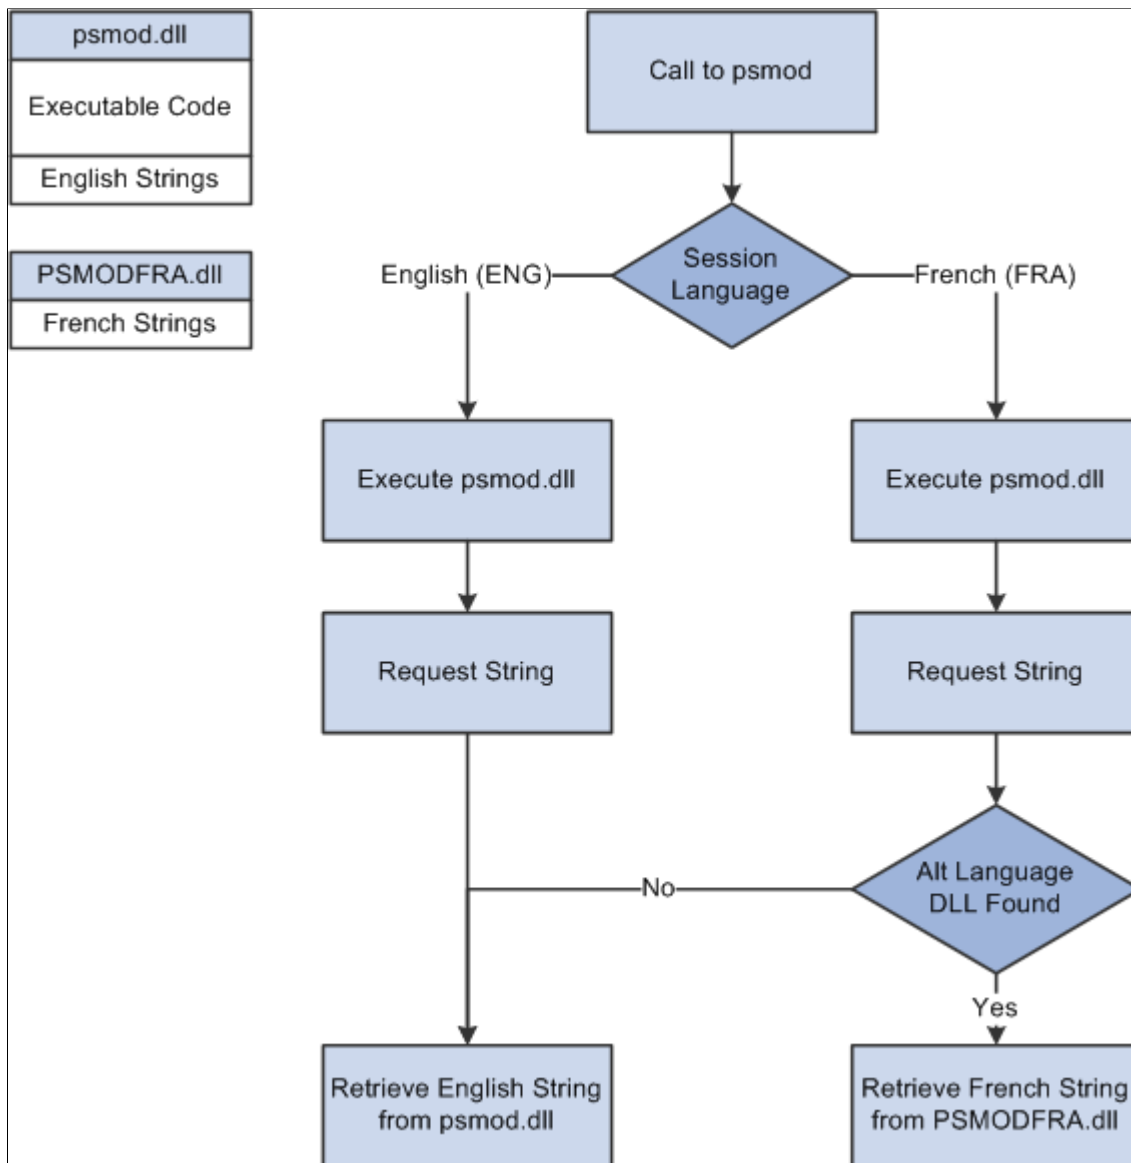 psmod.dll
Executable Code
English Strings
PSMODFRA.dll
French Strings
Call to psmod
Session
Language
English (ENG)
French (FRA)
Execute psmod.dll
Execute psmod.dll
Request String
Request String
Alt Language
DLL Found
No
Yes
Retrieve English String
from psmod.dll
Retrieve French String
from PSMODFRA.dll